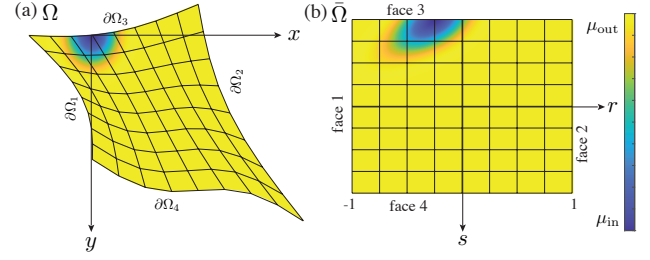 (a) Ω
∂Ω₃
x
∂Ω₁
∂Ω₂
∂Ω₄
y
(b) Ω̄
face 3
face 1
r
face 2
-1
face 4
1
s
μout
μin